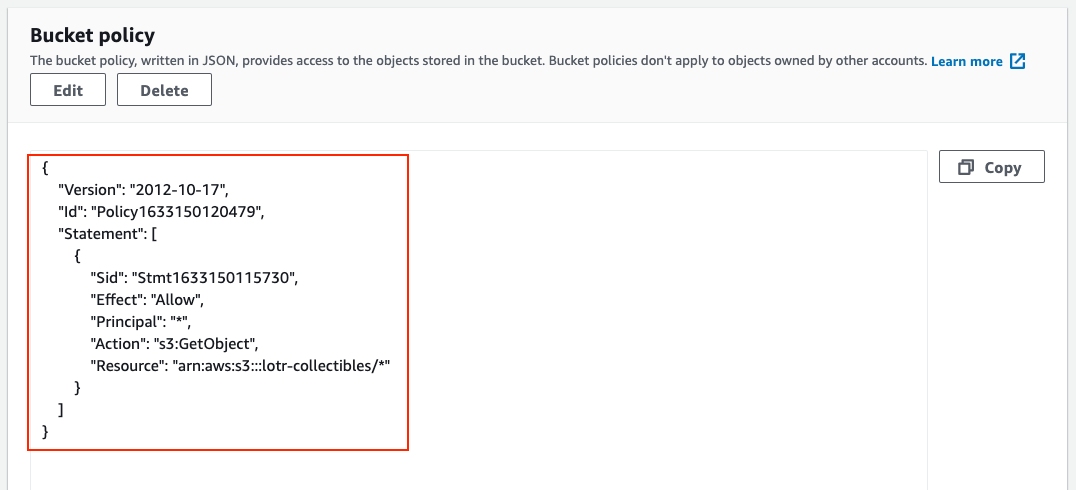 Bucket policy
The bucket policy, written in JSON, provides access to the objects stored in the bucket. Bucket policies don't apply to objects owned by other accounts. Learn more
Edit Delete
Copy
{
"Version": "2012-10-17",
"Id": "Policy1633150120479",
"Statement": [
{
"Sid": "Stmt1633150115730",
"Effect": "Allow",
"Principal": "*",
"Action": "s3:GetObject",
"Resource": "arn:aws:s3:::lotr-collectibles/*"
}
]
}